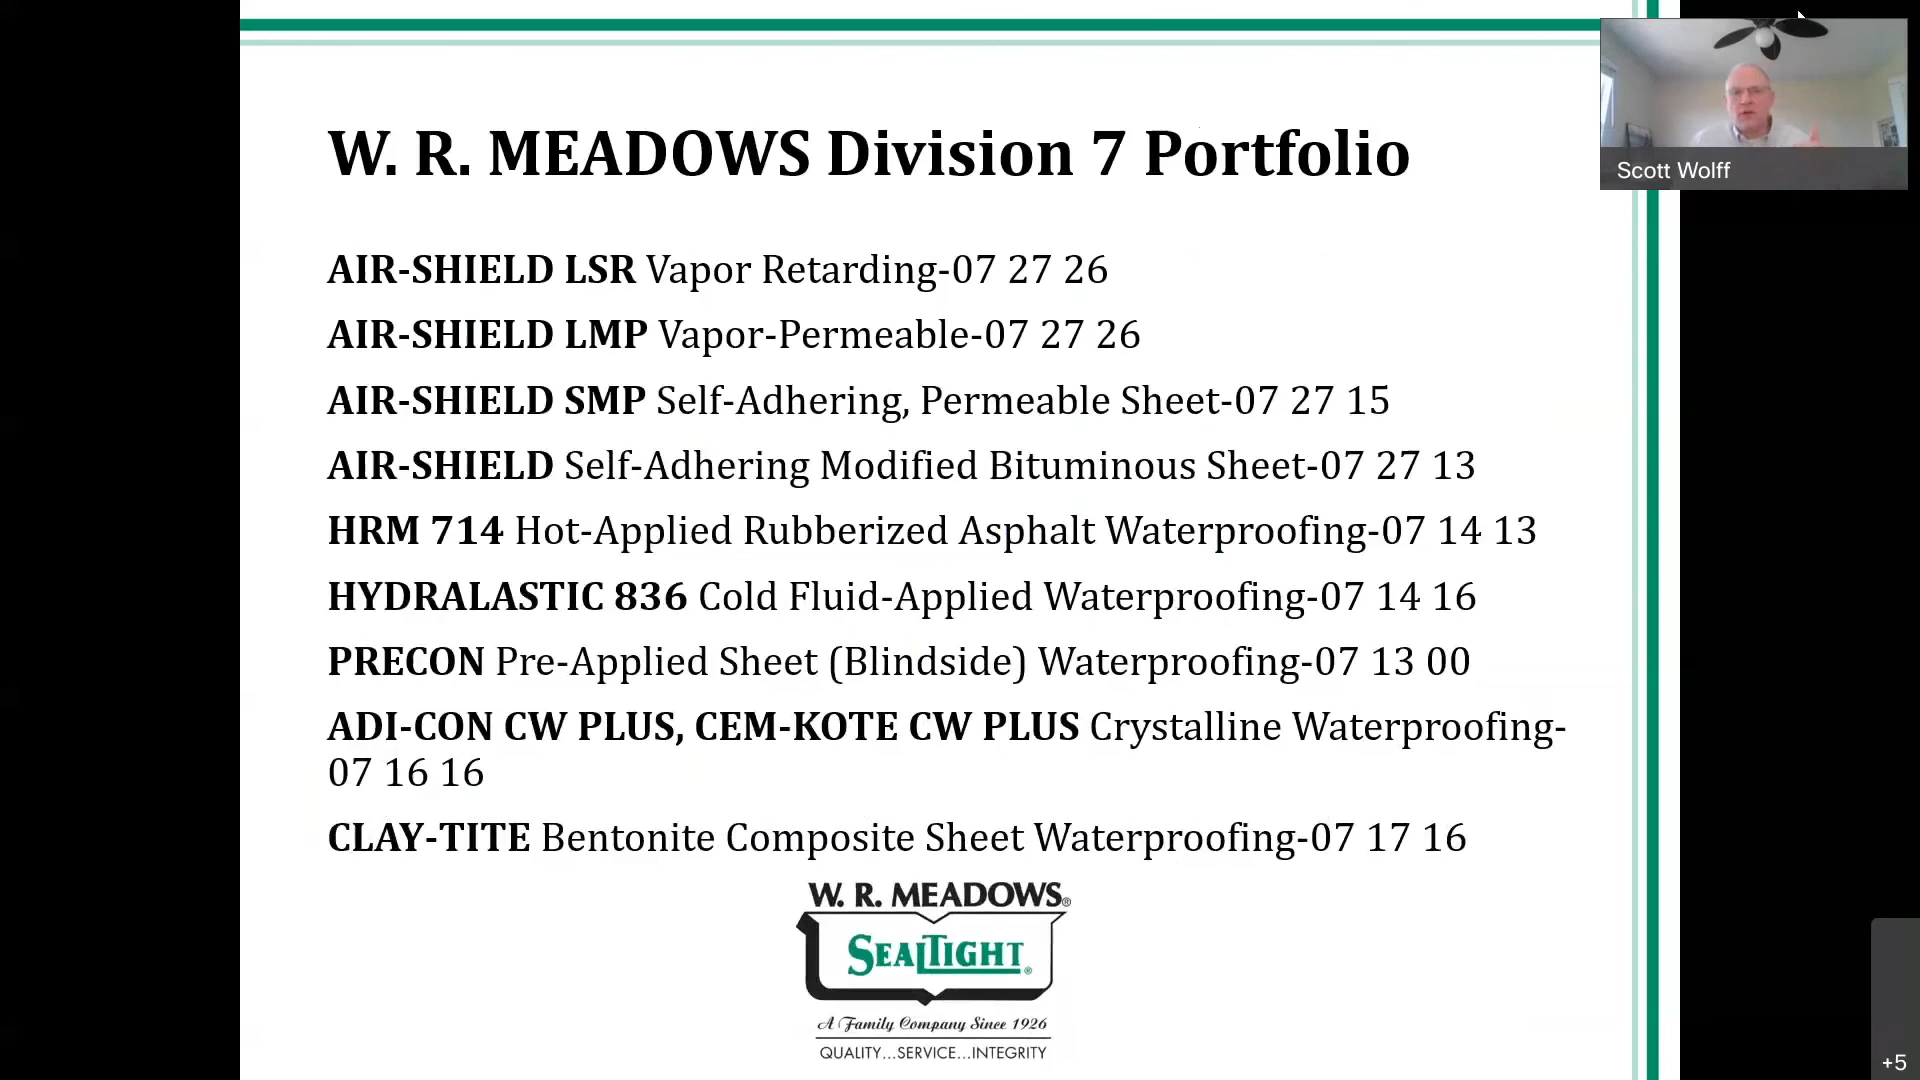 W. R. MEADOWS Division 7 Portfolio
Scott Wolff
AIR-SHIELD LSR Vapor Retarding-07 27 26
AIR-SHIELD LMP Vapor-Permeable-07 27 26
AIR-SHIELD SMP Self-Adhering, Permeable Sheet-07 27 15
AIR-SHIELD Self-Adhering Modified Bituminous Sheet-07 27 13
HRM 714 Hot-Applied Rubberized Asphalt Waterproofing-07 14 13
HYDRALASTIC 836 Cold Fluid-Applied Waterproofing-07 14 16
PRECON Pre-Applied Sheet (Blindside) Waterproofing-07 13 00
ADI-CON CW PLUS, CEM-KOTE CW PLUS Crystalline Waterproofing-
07 16 16
CLAY-TITE Bentonite Composite Sheet Waterproofing-07 17 16
W. R. MEADOWS®
SEALTIGHT®
A Family Company Since 1926
QUALITY...SERVICE...INTEGRITY
+5